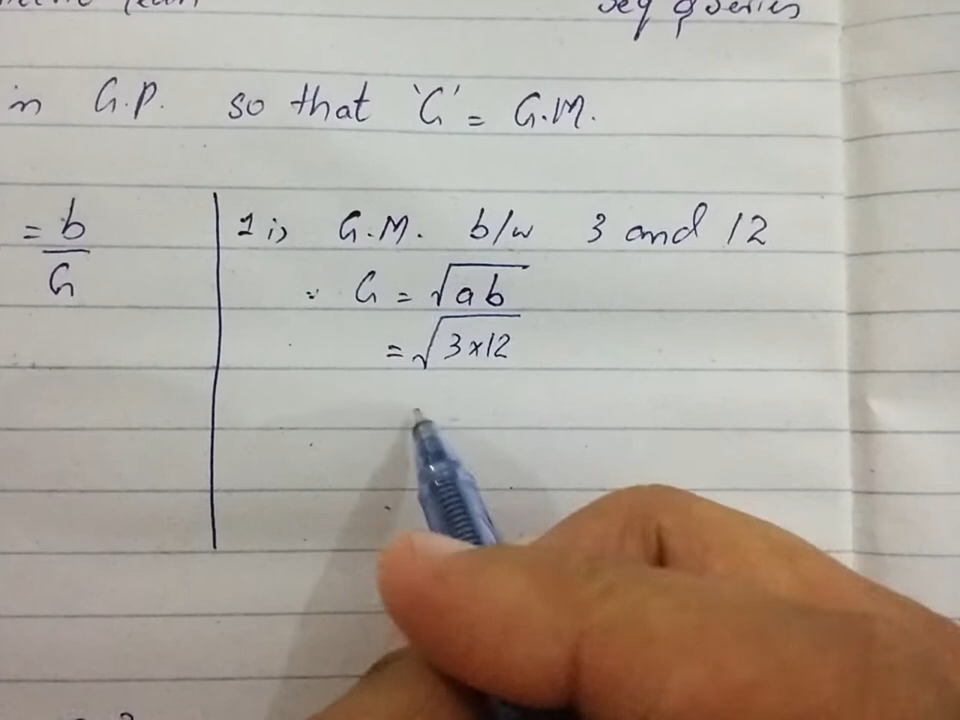 in G.P. so that 'G' = G.M.
= b/G
1 is G.M. b/w 3 and 12
∵ G = √ab
= √3×12